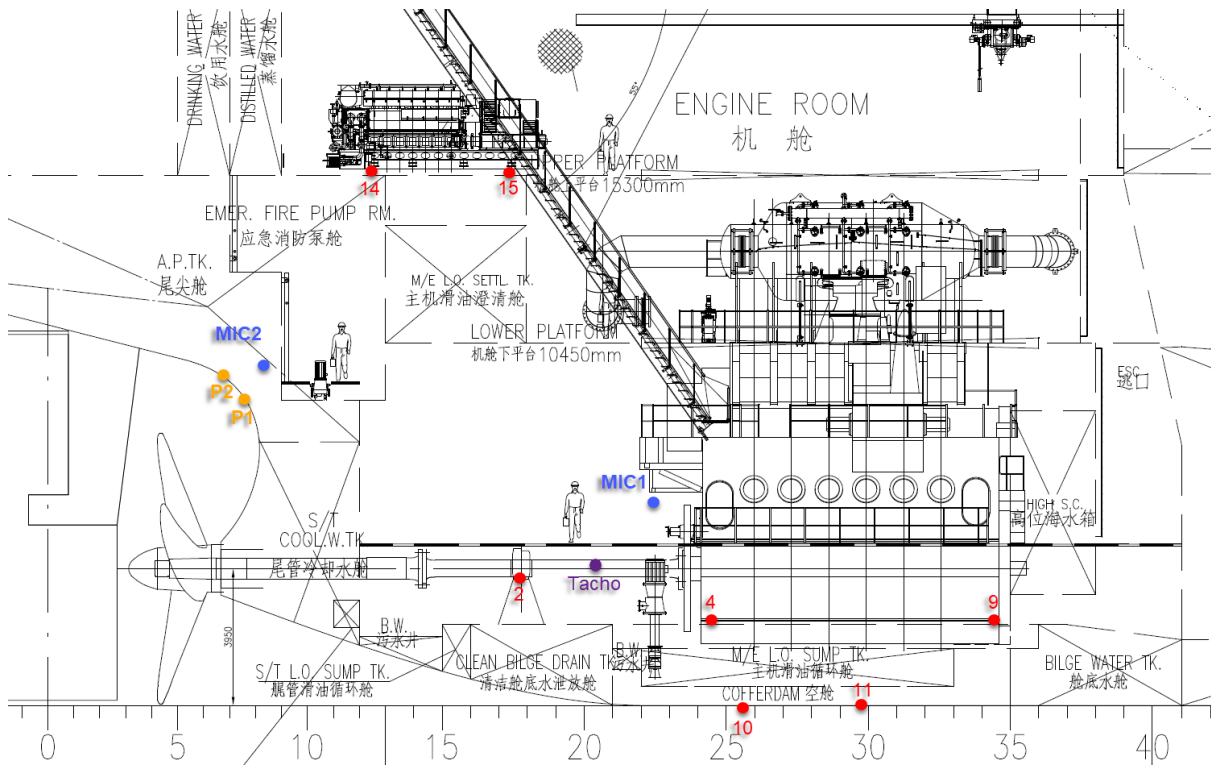 DRINKING WATER
饮用水舱
DISTILLED WATER
蒸馏水舱
55°
ENGINE ROOM
机 舱
UPPER PLATFORM
机舱上平台15300mm
14
15
EMER. FIRE PUMP RM.
应急消防泵舱
A.P.TK.
尾尖舱
M/E L.O. SETTL. TK.
主机滑油澄清舱
LOWER PLATFORM
机舱下平台10450mm
MIC2
P2
P1
ESC.
逃口
MIC1
HIGH S.C.
高位海水箱
S/T
COOL.W.TK.
尾管冷却水舱
2
Tacho
4
9
3950
B.W.
污水井
B.W.
污水井
S/T L.O. SUMP TK.
艉管滑油循环舱
CLEAN BILGE DRAIN TK.
清洁舱底水泄放舱
M/E L.O. SUMP TK.
主机滑油循环舱
BILGE WATER TK.
舱底水舱
COFFERDAM 空舱
10
11
0 5 10 15 20 25 30 35 40